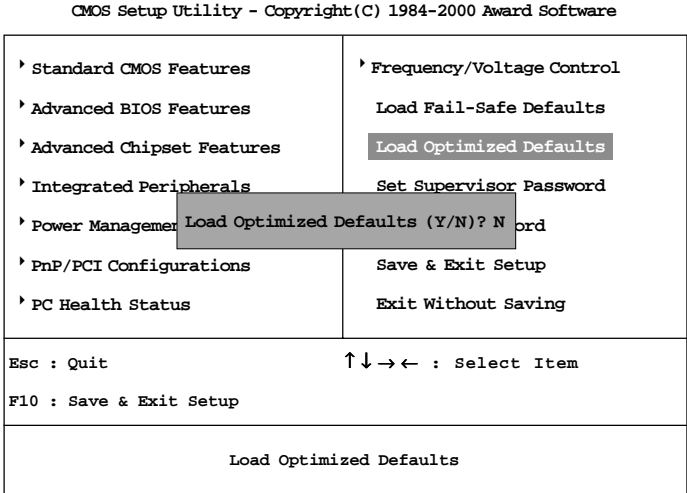 CMOS Setup Utility - Copyright(C) 1984-2000 Award Software
Standard CMOS Features
Advanced BIOS Features
Advanced Chipset Features
Integrated Peripherals
Power Managemen
PnP/PCI Configurations
PC Health Status
Frequency/Voltage Control
Load Fail-Safe Defaults
Load Optimized Defaults
Set Supervisor Password
ord
Save & Exit Setup
Exit Without Saving
Load Optimized Defaults (Y/N)? N
Esc : Quit
↑↓→← : Select Item
F10 : Save & Exit Setup
Load Optimized Defaults